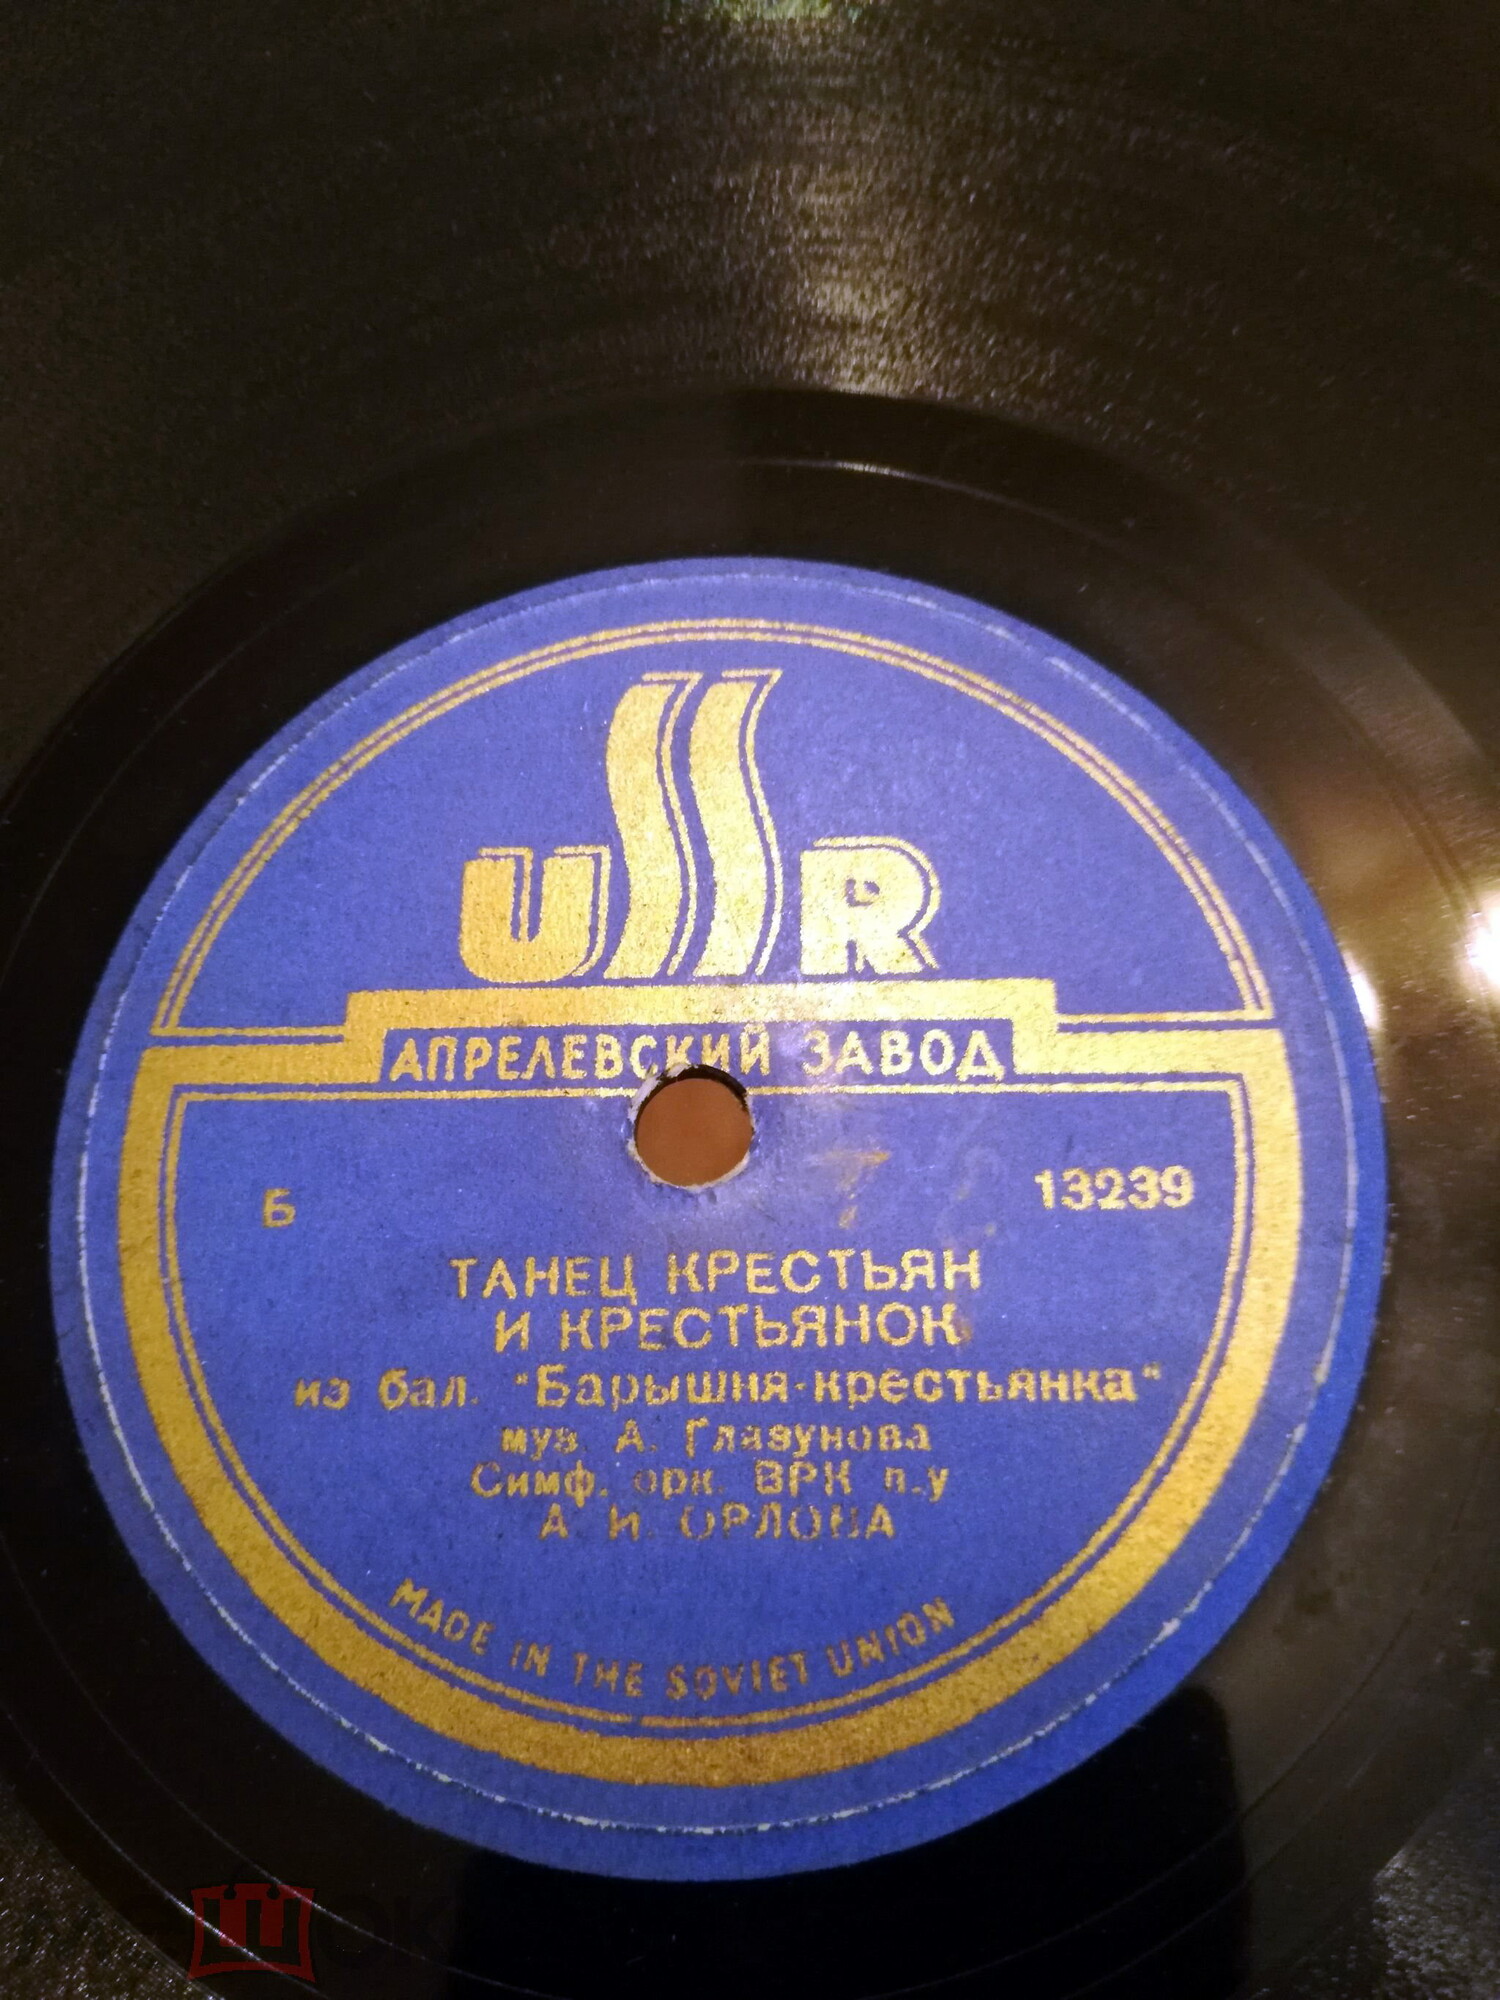 USSR
АПРЕЛЕВСКИЙ ЗАВОД
Б 13239
ТАНЕЦ КРЕСТЬЯН
И КРЕСТЬЯНОК
из бал. "Барышня-крестьянка"
муз. А. Глазунова
Симф. орк. ВРК п.у
А. И. ОРЛОВА
MADE IN THE SOVIET UNION